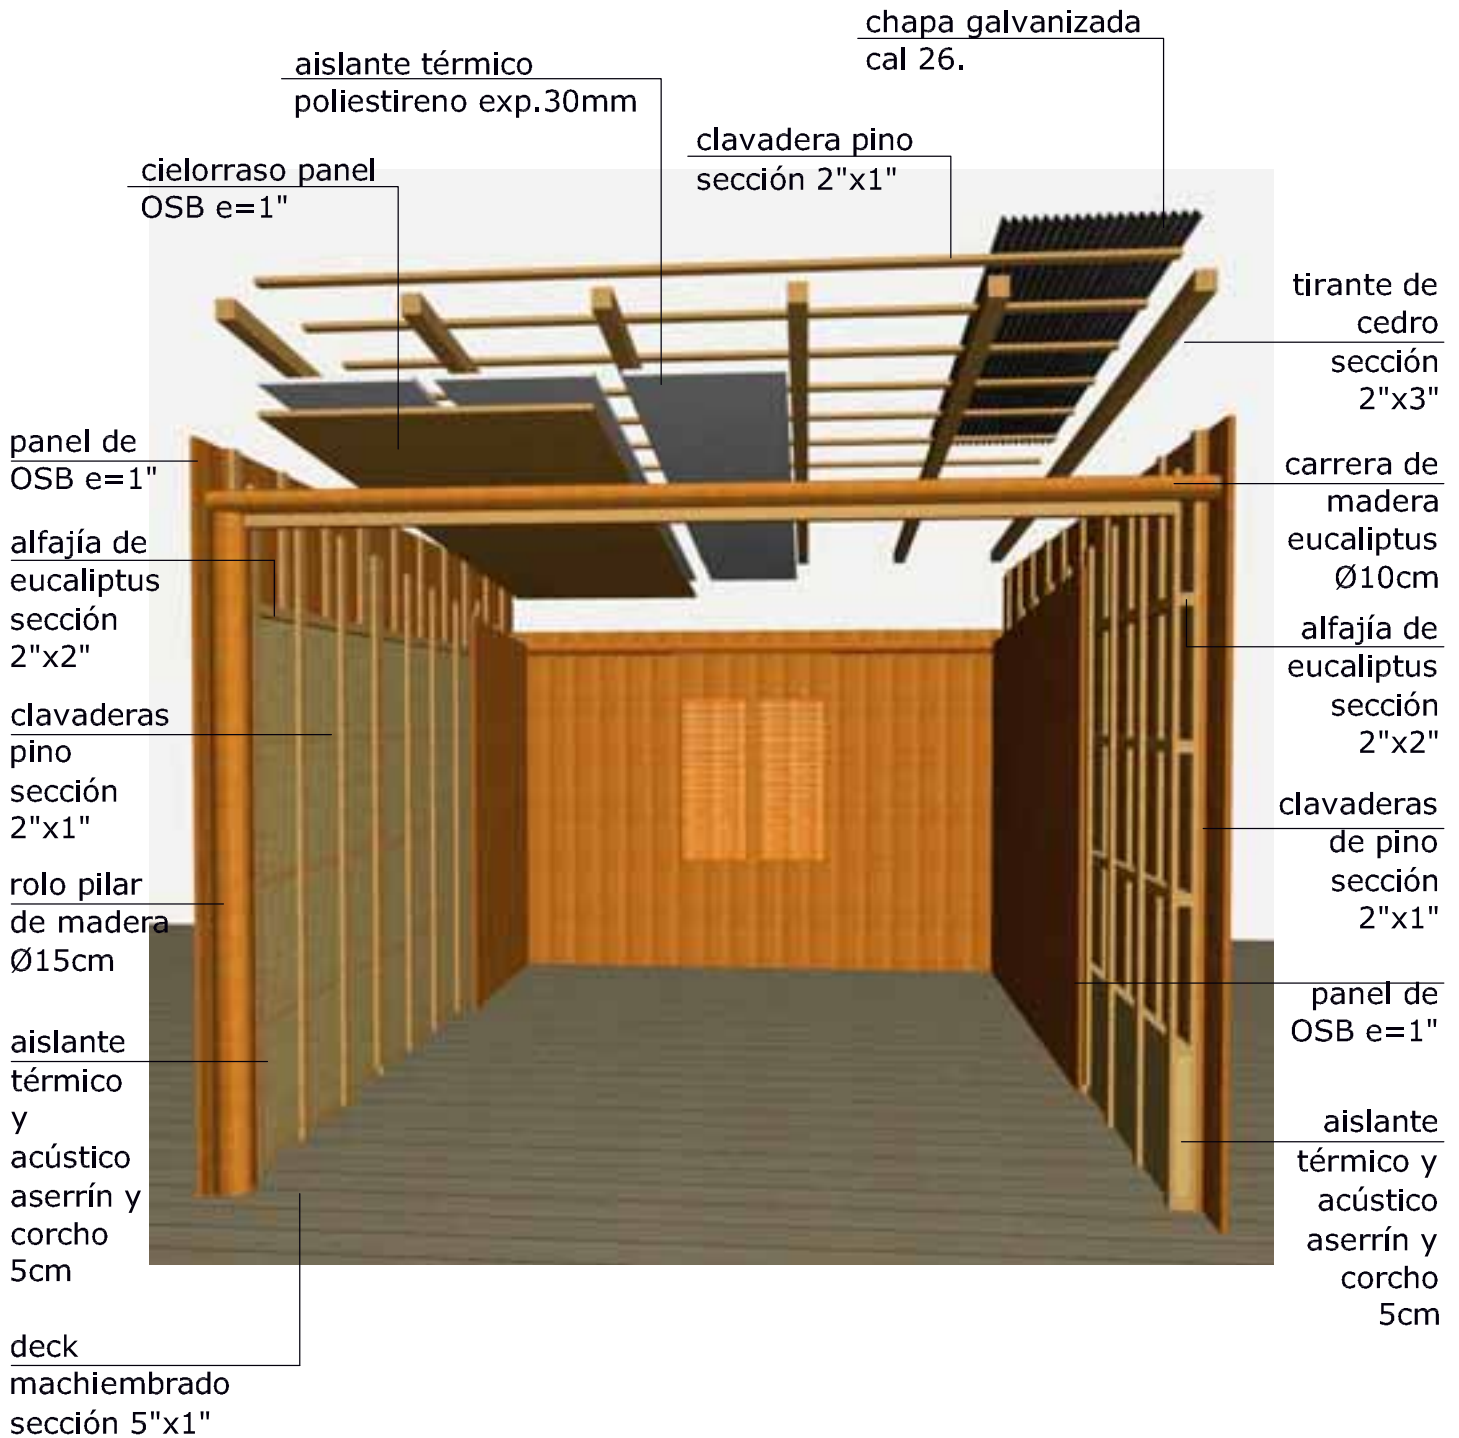 chapa galvanizada
cal 26.
aislante térmico
poliestireno exp.30mm
clavadera pino
sección 2"x1"
cielorraso panel
OSB e=1"
panel de
OSB e=1"
alfajía de
eucaliptus
sección
2"x2"
clavaderas
pino
sección
2"x1"
rolo pilar
de madera
Ø15cm
aislante
térmico
y
acústico
aserrín y
corcho
5cm
deck
machiembrado
sección 5"x1"
tirante de
cedro
sección
2"x3"
carrera de
madera
eucaliptus
Ø10cm
alfajía de
eucaliptus
sección
2"x2"
clavaderas
de pino
sección
2"x1"
panel de
OSB e=1"
aislante
térmico y
acústico
aserrín y
corcho
5cm